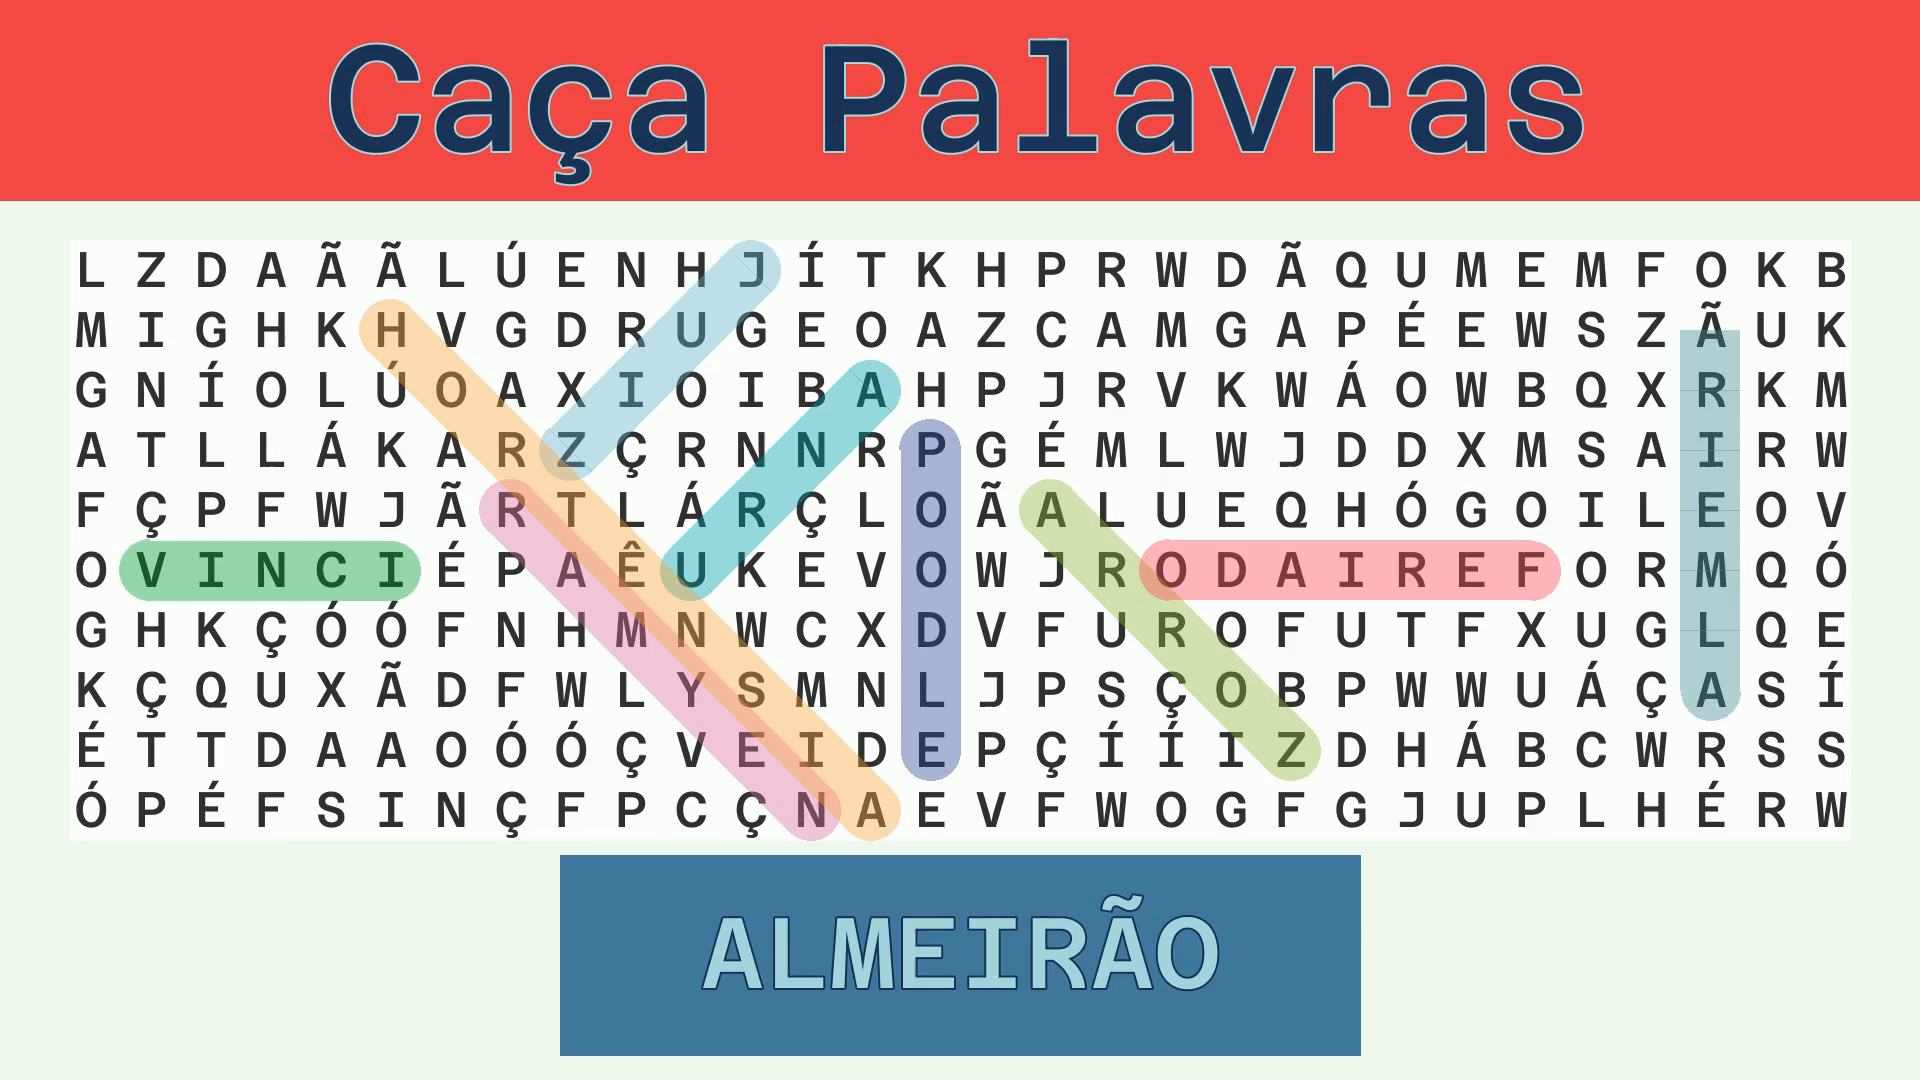 Caça Palavras
L Z D A Ã Ã L Ú E N H J Í T K H P R W D Ã Q U M E M F O K B
M I G H K H V G D R U G E O A Z C A M G A P É E W S Z Ã U K
G N Í O L Ú O A X I O I B A H P J R V K W Á O W B Q X R K M
A T L L Á K A R Z Ç R N N R P G É M L W J D D X M S A I R W
F Ç P F W J Ã R T L Á R Ç L O Ã A L U E Q H Ó G O I L E O V
O V I N C I É P A Ê U K E V O W J R O D A I R E F O R M Q Ó
G H K Ç Ó Ó F N H M N W C X D V F U R O F U T F X U G L Q E
K Ç Q U X Ã D F W L Y S M N L J P S Ç O B P W W U Á Ç A S Í
É T T D A A O Ó Ó Ç V E I D E P Ç Í Í I Z D H Á B C W R S S
Ó P É F S I N Ç F P C Ç N A E V F W O G F G J U P L H É R W
ALMEIRÃO